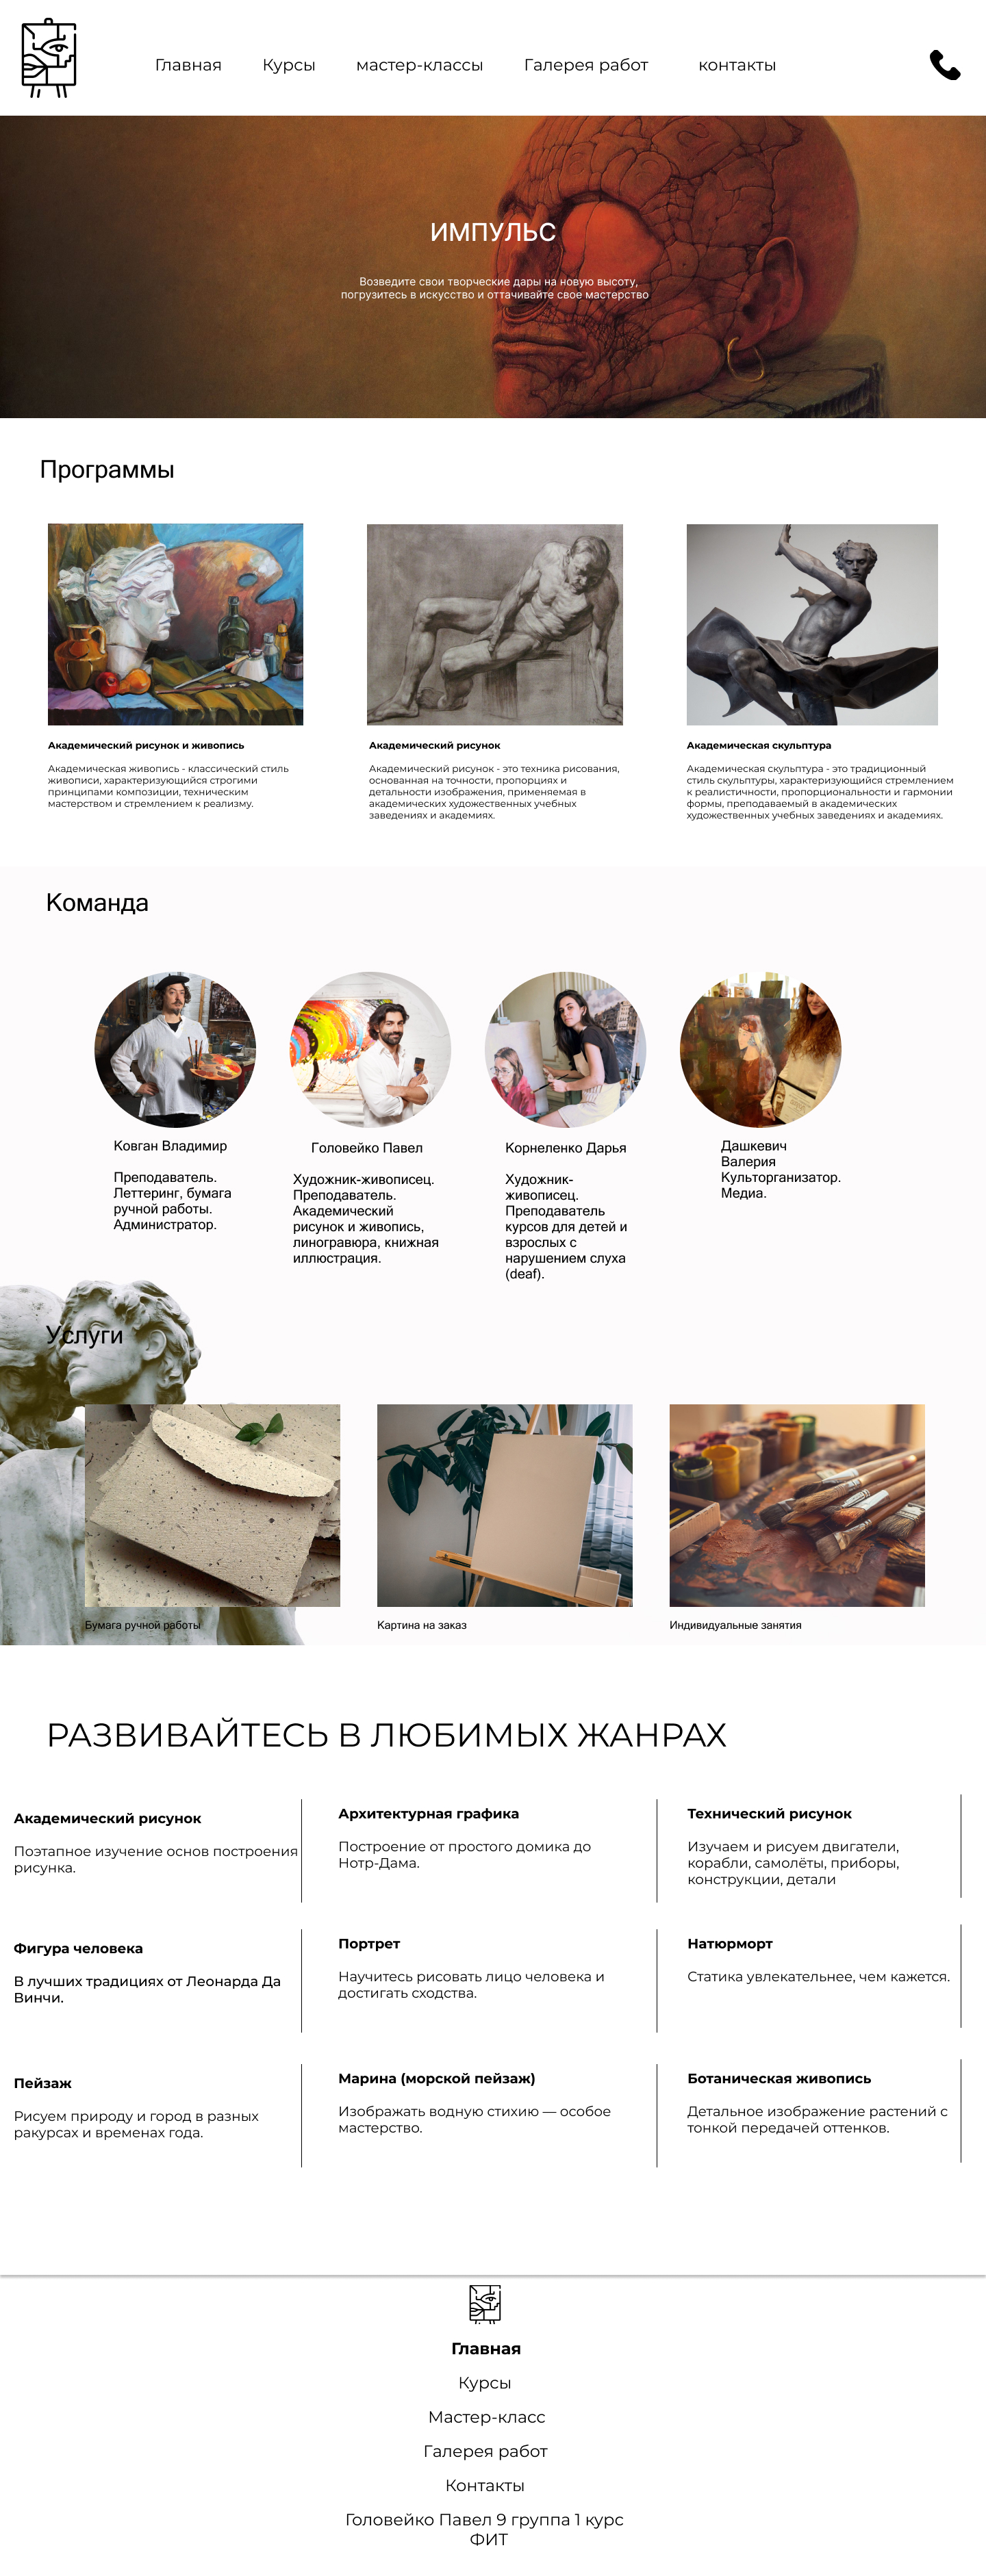 Главная
Курсы
мастер-классы
Галерея работ
контакты
ИМПУЛЬС
Возведите свои творческие дары на новую высоту,
погрузитесь в искусство и оттачивайте свое мастерство
Программы
Академический рисунок и живопись
Академическая живопись - классический стиль
живописи, характеризующийся строгими
принципами композиции, техническим
мастерством и стремлением к реализму.
Академический рисунок
Академический рисунок - это техника рисования,
основанная на точности, пропорциях и
детальности изображения, применяемая в
академических художественных учебных
заведениях и академиях.
Академическая скульптура
Академическая скульптура - это традиционный
стиль скульптуры, характеризующийся стремлением
к реалистичности, пропорциональности и гармонии
формы, преподаваемый в академических
художественных учебных заведениях и академиях.
Команда
Ковган Владимир
Преподаватель.
Леттеринг, бумага
ручной работы.
Администратор.
Головейко Павел
Художник-живописец.
Преподаватель.
Академический
рисунок и живопись,
линогравюра, книжная
иллюстрация.
Корнеленко Дарья
Художник-
живописец.
Преподаватель
курсов для детей и
взрослых с
нарушением слуха
(deaf).
Дашкевич
Валерия
Культорганизатор.
Медиа.
Услуги
Бумага ручной работы
Картина на заказ
Индивидуальные занятия
РАЗВИВАЙТЕСЬ В ЛЮБИМЫХ ЖАНРАХ
Академический рисунок
Поэтапное изучение основ построения
рисунка.
Архитектурная графика
Построение от простого домика до
Нотр-Дама.
Технический рисунок
Изучаем и рисуем двигатели,
корабли, самолёты, приборы,
конструкции, детали
Фигура человека
В лучших традициях от Леонарда Да
Винчи.
Портрет
Научитесь рисовать лицо человека и
достигать сходства.
Натюрморт
Статика увлекательнее, чем кажется.
Пейзаж
Рисуем природу и город в разных
ракурсах и временах года.
Марина (морской пейзаж)
Изображать водную стихию — особое
мастерство.
Ботаническая живопись
Детальное изображение растений с
тонкой передачей оттенков.
Главная
Курсы
Мастер-класс
Галерея работ
Контакты
Головейко Павел 9 группа 1 курс
ФИТ